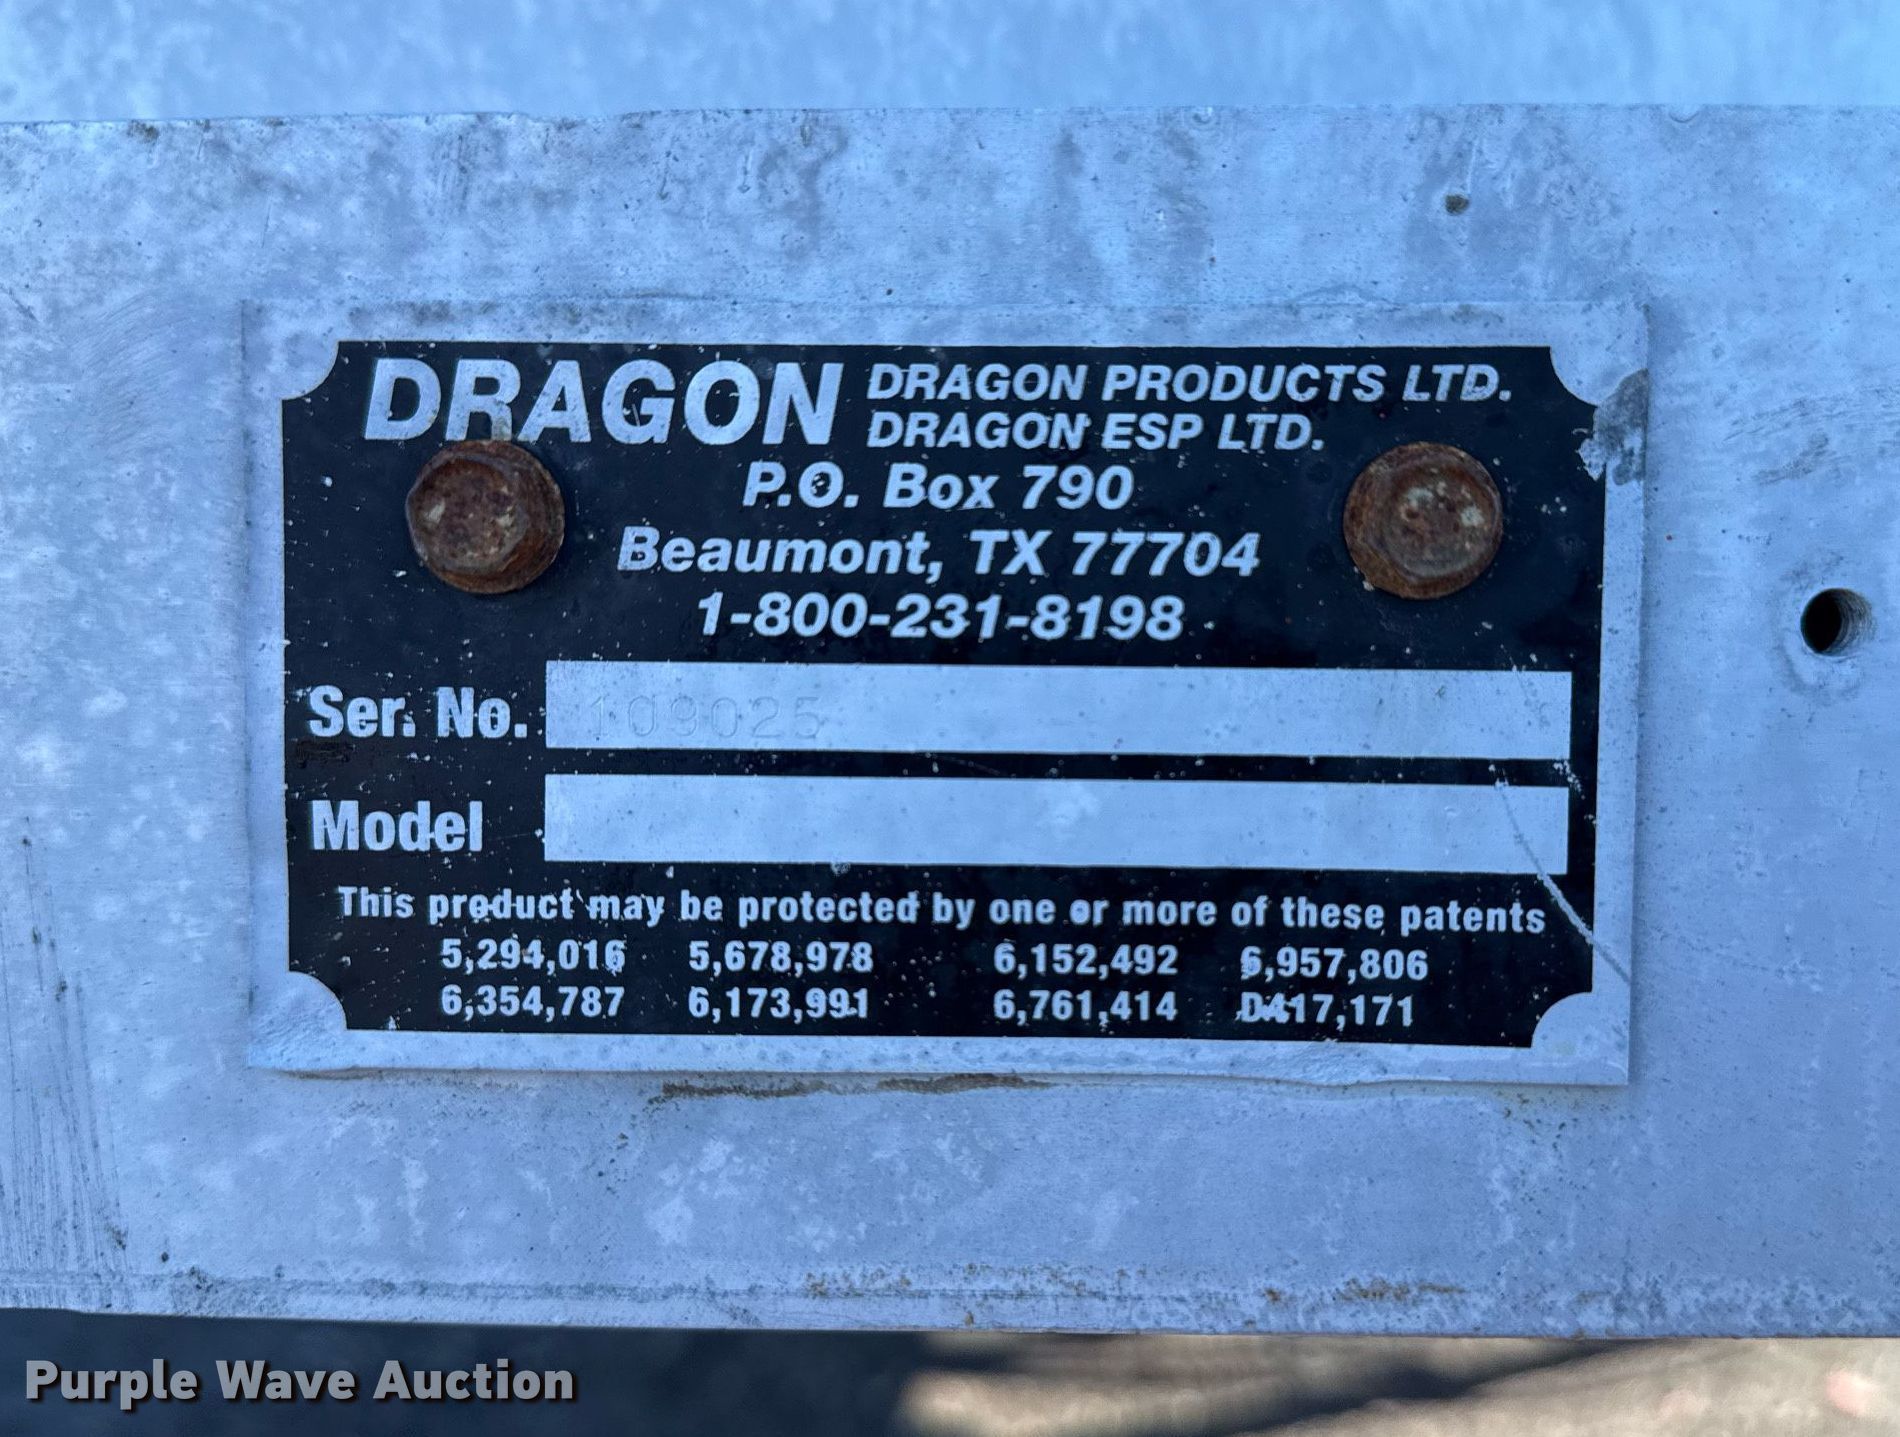 DRAGON DRAGON PRODUCTS LTD.
DRAGON ESP LTD.
P.O. Box 790
Beaumont, TX 77704
1-800-231-8198
Ser. No. 109025
Model
This product may be protected by one or more of these patents
5,294,016 5,678,978 6,152,492 6,957,806
6,354,787 6,173,991 6,761,414 D417,171
Purple Wave Auction